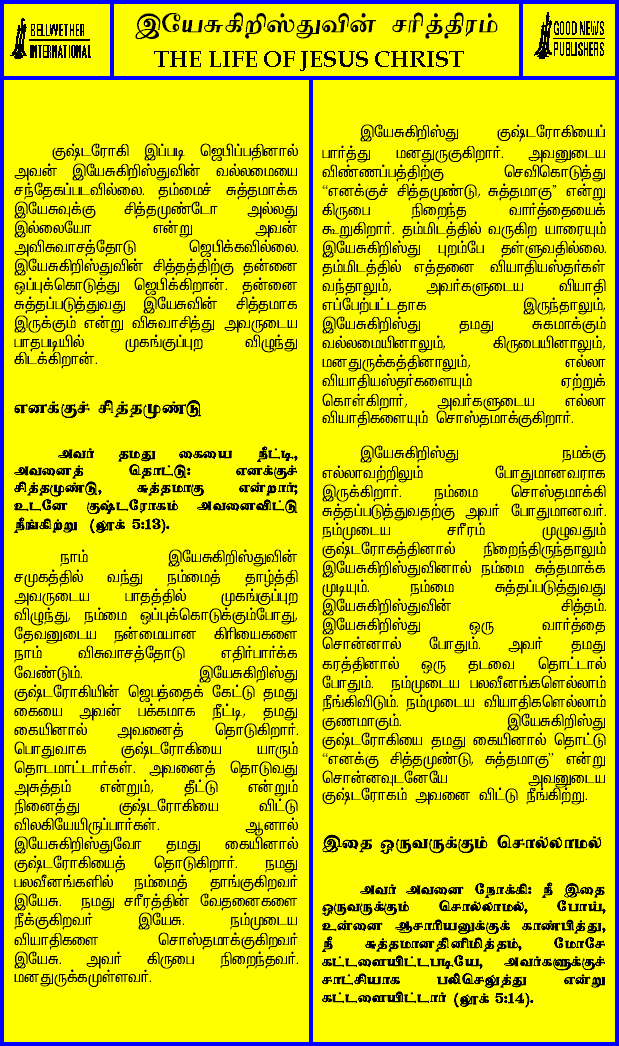 BELLWETHER
INTERNATIONAL
இயேசுகிறிஸ்துவின் சரித்திரம்
THE LIFE OF JESUS CHRIST
GOOD NEWS
PUBLISHERS
குஷ்டரோகி இப்படி ஜெபிப்பதினால்
அவன் இயேசுகிறிஸ்துவின் வல்லமையை
சந்தேகப்படவில்லை. தம்மைச் சுத்தமாக்க
இயேசுவுக்கு சித்தமுண்டோ அல்லது
இல்லையோ என்று அவன்
அவிசுவாசத்தோடு ஜெபிக்கவில்லை.
இயேசுகிறிஸ்துவின் சித்தத்திற்கு தன்னை
ஒப்புக்கொடுத்து ஜெபிக்கிறான். தன்னை
சுத்தப்படுத்துவது இயேசுவின் சித்தமாக
இருக்கும் என்று விசுவாசித்து அவருடைய
பாதபடியில் முகங்குப்புற விழுந்து
கிடக்கிறான்.
எனக்குச் சித்தமுண்டு
அவர் தமது கையை நீட்டி,
அவனைத் தொட்டு: எனக்குச்
சித்தமுண்டு, சுத்தமாகு என்றார்;
உடனே குஷ்டரோகம் அவனைவிட்டு
நீங்கிற்று (லூக் 5:13).
நாம் இயேசுகிறிஸ்துவின்
சமுகத்தில் வந்து நம்மைத் தாழ்த்தி
அவருடைய பாதத்தில் முகங்குப்புற
விழுந்து, நம்மை ஒப்புக்கொடுக்கும்போது,
தேவனுடைய நன்மையான கிரியைகளை
நாம் விசுவாசத்தோடு எதிர்பார்க்க
வேண்டும். இயேசுகிறிஸ்து
குஷ்டரோகியின் ஜெபத்தைக் கேட்டு தமது
கையை அவன் பக்கமாக நீட்டி, தமது
கையினால் அவனைத் தொடுகிறார்.
பொதுவாக குஷ்டரோகியை யாரும்
தொடமாட்டார்கள். அவனைத் தொடுவது
அசுத்தம் என்றும், தீட்டு என்றும்
நினைத்து குஷ்டரோகியை விட்டு
விலகியேயிருப்பார்கள். ஆனால்
இயேசுகிறிஸ்துவோ தமது கையினால்
குஷ்டரோகியைத் தொடுகிறார். நமது
பலவீனங்களில் நம்மைத் தாங்குகிறவர்
இயேசு. நமது சரீரத்தின் வேதனைகளை
நீக்குகிறவர் இயேசு. நம்முடைய
வியாதிகளை சொஸ்தமாக்குகிறவர்
இயேசு. அவர் கிருபை நிறைந்தவர்.
மனதுருக்கமுள்ளவர்.
இயேசுகிறிஸ்து குஷ்டரோகியைப்
பார்த்து மனதுருகுகிறார். அவனுடைய
விண்ணப்பத்திற்கு செவிகொடுத்து
“எனக்குச் சித்தமுண்டு, சுத்தமாகு” என்று
கிருபை நிறைந்த வார்த்தையைக்
கூறுகிறார். தம்மிடத்தில் வருகிற யாரையும்
இயேசுகிறிஸ்து புறம்பே தள்ளுவதில்லை.
தம்மிடத்தில் எத்தனை வியாதியஸ்தர்கள்
வந்தாலும், அவர்களுடைய வியாதி
எப்பேற்பட்டதாக இருந்தாலும்,
இயேசுகிறிஸ்து தமது சுகமாக்கும்
வல்லமையினாலும், கிருபையினாலும்,
மனதுருக்கத்தினாலும், எல்லா
வியாதியஸ்தர்களையும் ஏற்றுக்
கொள்கிறார், அவர்களுடைய எல்லா
வியாதிகளையும் சொஸ்தமாக்குகிறார்.
இயேசுகிறிஸ்து நமக்கு
எல்லாவற்றிலும் போதுமானவராக
இருக்கிறார். நம்மை சொஸ்தமாக்கி
சுத்தப்படுத்துவதற்கு அவர் போதுமானவர்.
நம்முடைய சரீரம் முழுவதும்
குஷ்டரோகத்தினால் நிறைந்திருந்தாலும்
இயேசுகிறிஸ்துவினால் நம்மை சுத்தமாக்க
முடியும். நம்மை சுத்தப்படுத்துவது
இயேசுகிறிஸ்துவின் சித்தம்.
இயேசுகிறிஸ்து ஒரு வார்த்தை
சொன்னால் போதும். அவர் தமது
கரத்தினால் ஒரு தடவை தொட்டால்
போதும். நம்முடைய பலவீனங்களெல்லாம்
நீங்கிவிடும். நம்முடைய வியாதிகளெல்லாம்
குணமாகும். இயேசுகிறிஸ்து
குஷ்டரோகியை தமது கையினால் தொட்டு
“எனக்கு சித்தமுண்டு, சுத்தமாகு” என்று
சொன்னவுடனேயே அவனுடைய
குஷ்டரோகம் அவனை விட்டு நீங்கிற்று.
இதை ஒருவருக்கும் சொல்லாமல்
அவர் அவனை நோக்கி: நீ இதை
ஒருவருக்கும் சொல்லாமல், போய்,
உன்னை ஆசாரியனுக்குக் காண்பித்து,
நீ சுத்தமானதினிமித்தம், மோசே
கட்டளையிட்டபடியே, அவர்களுக்குச்
சாட்சியாக பலிசெலுத்து என்று
கட்டளையிட்டார் (லூக் 5:14).